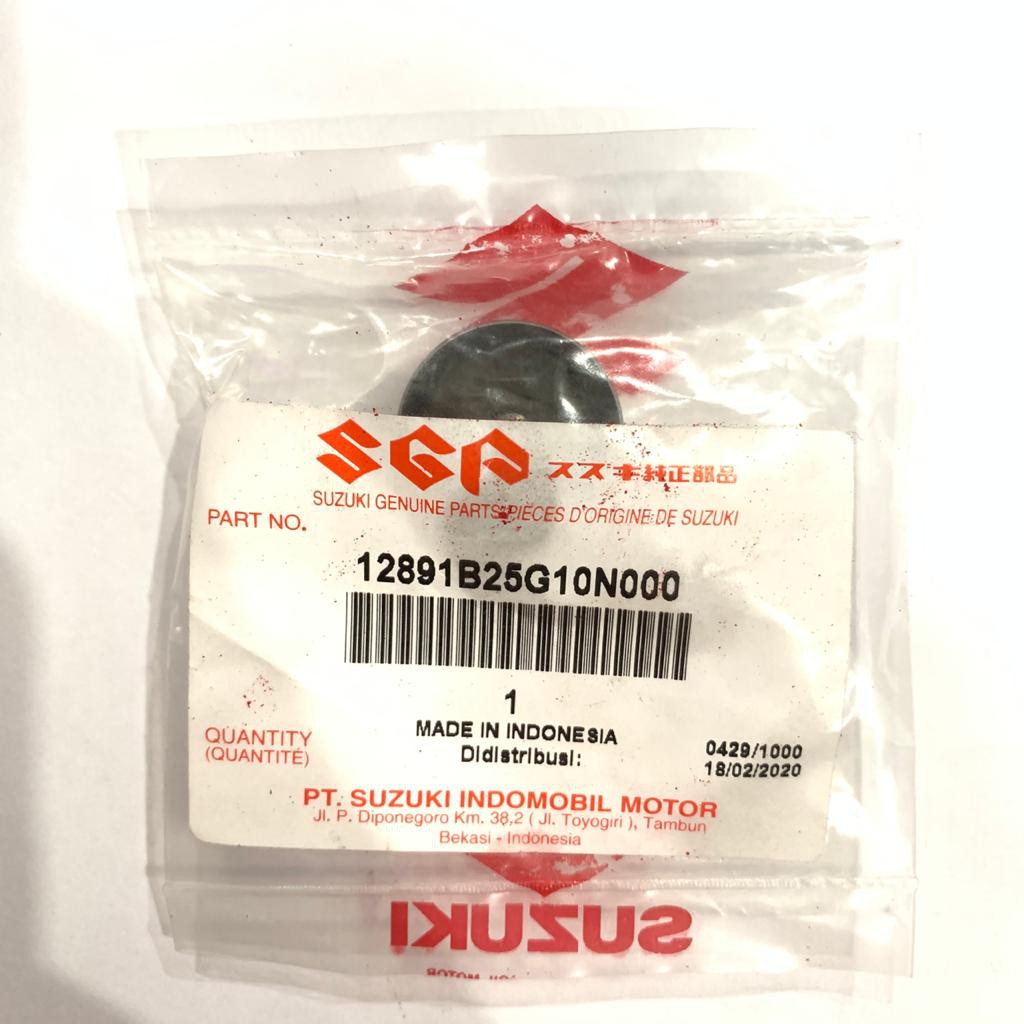 SGP スズキ純正部品
SUZUKI GENUINE PARTS/PIÈCES D'ORIGINE DE SUZUKI
PART NO.
12891B25G10N000
1
MADE IN INDONESIA
QUANTITY
(QUANTITÉ)
Didistribusi:
0429/1000
18/02/2020
PT. SUZUKI INDOMOBIL MOTOR
Jl. P. Diponegoro Km. 38,2 ( Jl. Toyogiri ), Tambun
Bekasi - Indonesia
SUZUKI